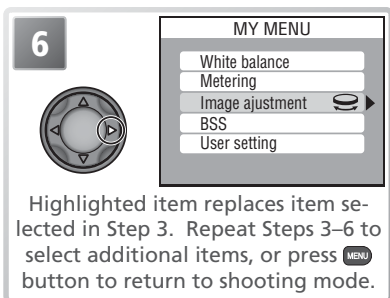 6
MY MENU
White balance
Metering
Image ajustment
BSS
User setting
Highlighted item replaces item se-
lected in Step 3. Repeat Steps 3–6 to
select additional items, or press MENU
button to return to shooting mode.